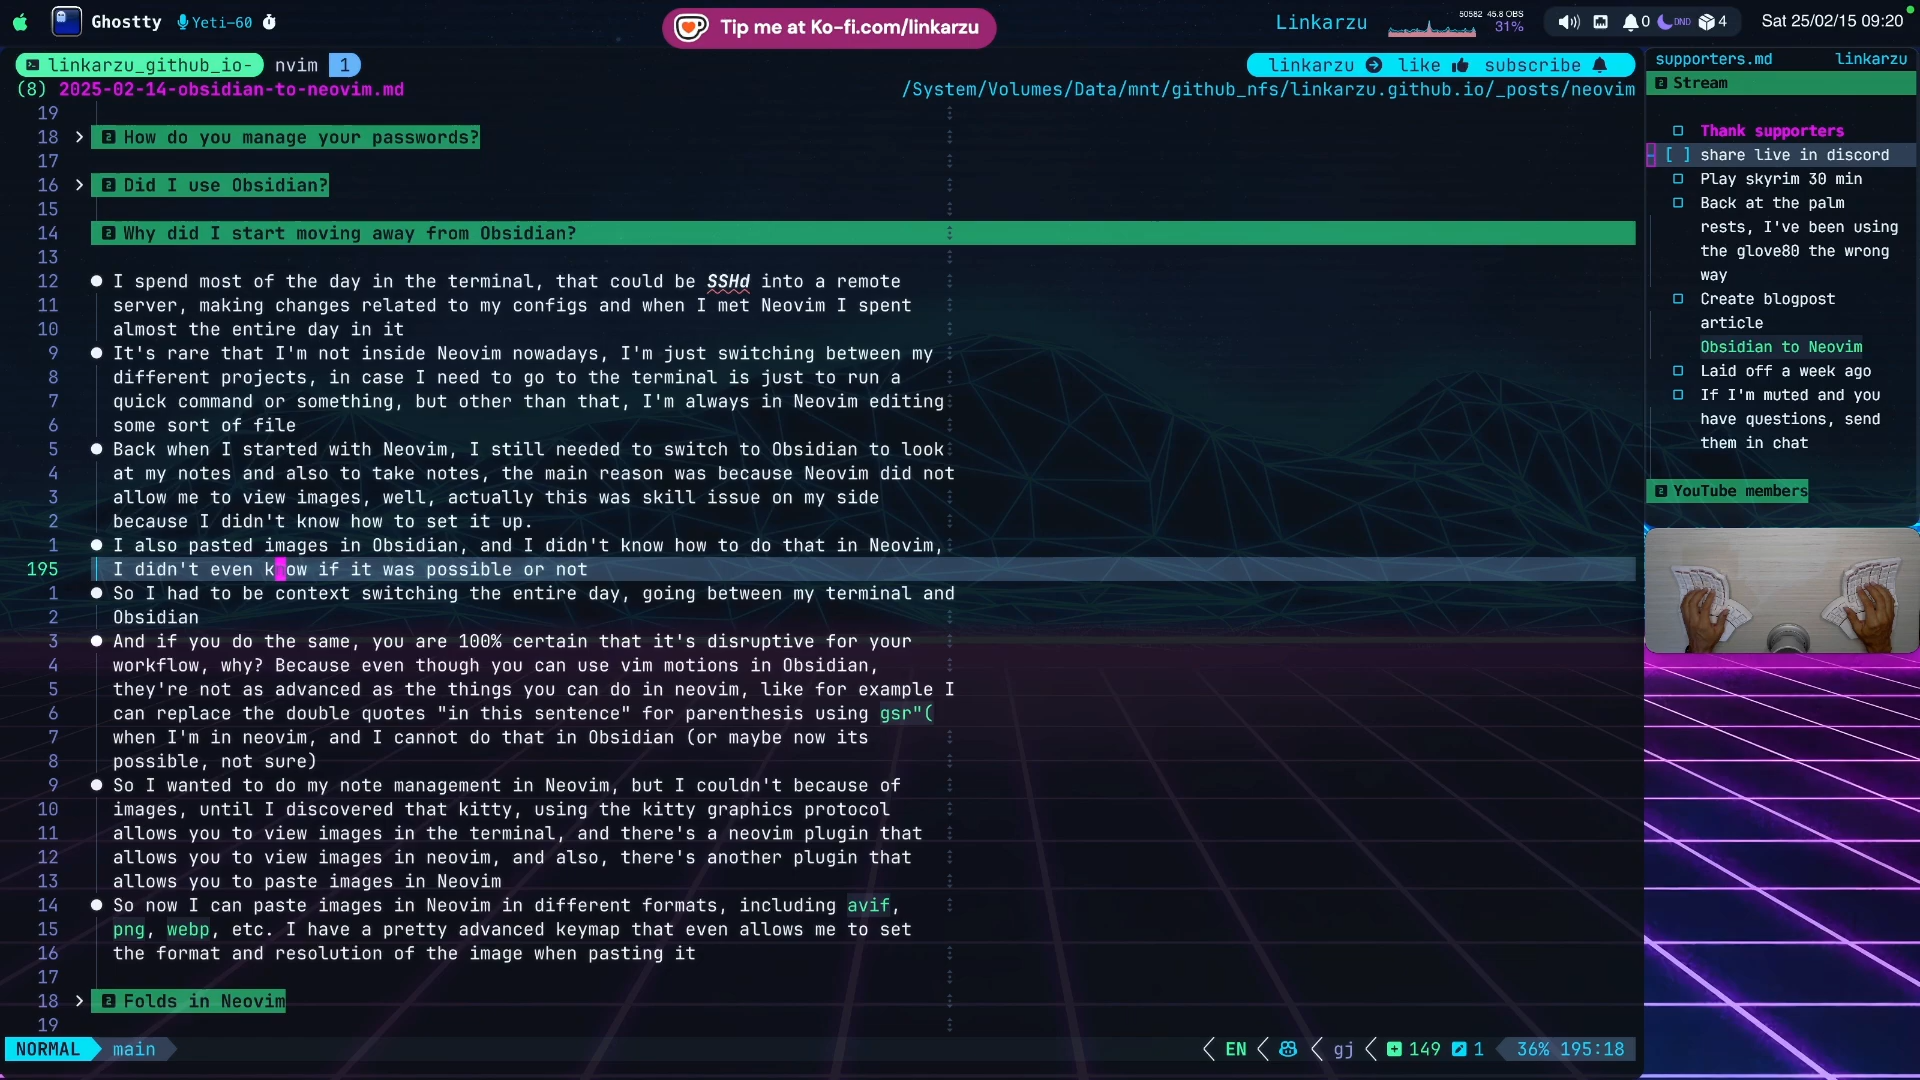 Ghostty Yeti-60
Tip me at Ko-fi.com/linkarzu
Linkarzu 50582 45.8 OBS 31% 0 DND 4 Sat 25/02/15 09:20
linkarzu_github_io- nvim 1
linkarzu like subscribe
(8) 2025-02-14-obsidian-to-neovim.md /System/Volumes/Data/mnt/github_nfs/linkarzu.github.io/_posts/neovim
19
18 > 2 How do you manage your passwords?
17
16 > 2 Did I use Obsidian?
15
14 2 Why did I start moving away from Obsidian?
13
12 ● I spend most of the day in the terminal, that could be SSHd into a remote
11 server, making changes related to my configs and when I met Neovim I spent
10 almost the entire day in it
9 ● It's rare that I'm not inside Neovim nowadays, I'm just switching between my
8 different projects, in case I need to go to the terminal is just to run a
7 quick command or something, but other than that, I'm always in Neovim editing
6 some sort of file
5 ● Back when I started with Neovim, I still needed to switch to Obsidian to look
4 at my notes and also to take notes, the main reason was because Neovim did not
3 allow me to view images, well, actually this was skill issue on my side
2 because I didn't know how to set it up.
1 ● I also pasted images in Obsidian, and I didn't know how to do that in Neovim,
195 I didn't even know if it was possible or not
1 ● So I had to be context switching the entire day, going between my terminal and
2 Obsidian
3 ● And if you do the same, you are 100% certain that it's disruptive for your
4 workflow, why? Because even though you can use vim motions in Obsidian,
5 they're not as advanced as the things you can do in neovim, like for example I
6 can replace the double quotes "in this sentence" for parenthesis using gsr"(
7 when I'm in neovim, and I cannot do that in Obsidian (or maybe now its
8 possible, not sure)
9 ● So I wanted to do my note management in Neovim, but I couldn't because of
10 images, until I discovered that kitty, using the kitty graphics protocol
11 allows you to view images in the terminal, and there's a neovim plugin that
12 allows you to view images in neovim, and also, there's another plugin that
13 allows you to paste images in Neovim
14 ● So now I can paste images in Neovim in different formats, including avif,
15 png, webp, etc. I have a pretty advanced keymap that even allows me to set
16 the format and resolution of the image when pasting it
17
18 > 2 Folds in Neovim
19
NORMAL main EN gj 149 1 36% 195:18
supporters.md linkarzu
2 Stream
Thank supporters
[ ] share live in discord
Play skyrim 30 min
Back at the palm
rests, I've been using
the glove80 the wrong
way
Create blogpost
article
Obsidian to Neovim
Laid off a week ago
If I'm muted and you
have questions, send
them in chat
2 YouTube members